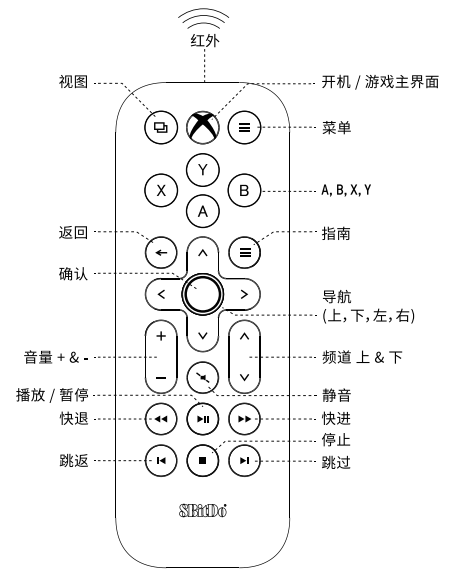 红外
视图
开机 / 游戏主界面
菜单
Y
X
B
A, B, X, Y
A
返回
指南
确认
导航
(上, 下, 左, 右)
音量 + & -
频道 上 & 下
播放 / 暂停
静音
快退
快进
停止
跳返
跳过
8BitDo